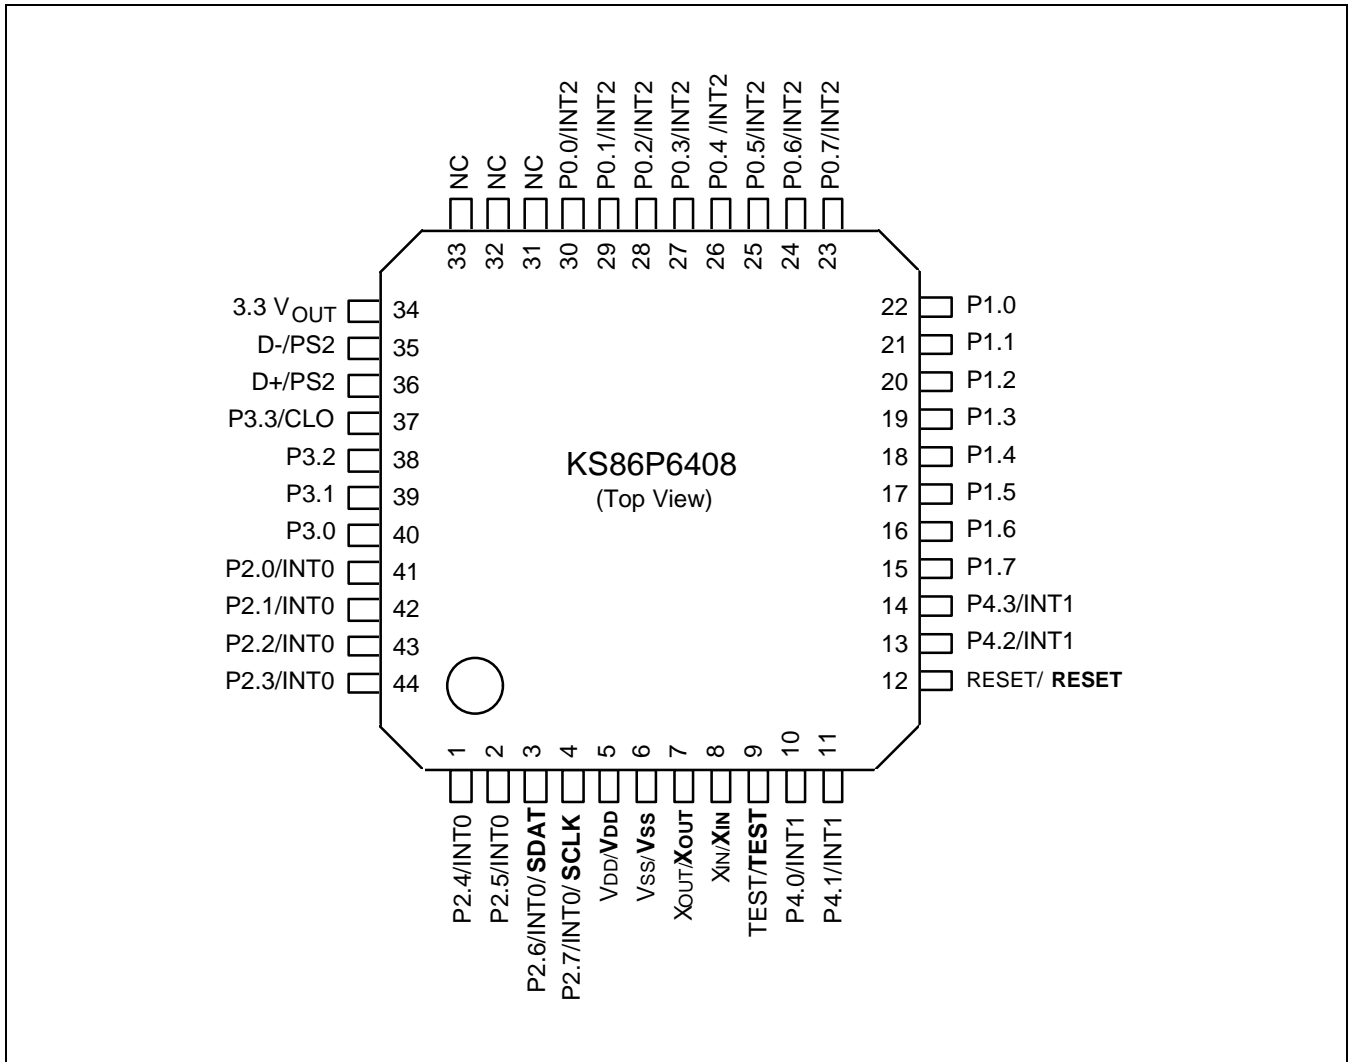 P0.0/INT2
P0.1/INT2
P0.2/INT2
P0.3/INT2
P0.4 /INT2
P0.5/INT2
P0.6/INT2
P0.7/INT2
NC
NC
NC
33
32
31
30
29
28
27
26
25
24
23
3.3 VOUT 34
D-/PS2 35
D+/PS2 36
P3.3/CLO 37
P3.2 38
P3.1 39
P3.0 40
P2.0/INT0 41
P2.1/INT0 42
P2.2/INT0 43
P2.3/INT0 44
KS86P6408
(Top View)
22 P1.0
21 P1.1
20 P1.2
19 P1.3
18 P1.4
17 P1.5
16 P1.6
15 P1.7
14 P4.3/INT1
13 P4.2/INT1
12 RESET/ RESET
1
2
3
4
5
6
7
8
9
10
11
P2.4/INT0
P2.5/INT0
P2.6/INT0/ SDAT
P2.7/INT0/ SCLK
VDD/VDD
VSS/VSS
XOUT/XOUT
XIN/XIN
TEST/TEST
P4.0/INT1
P4.1/INT1